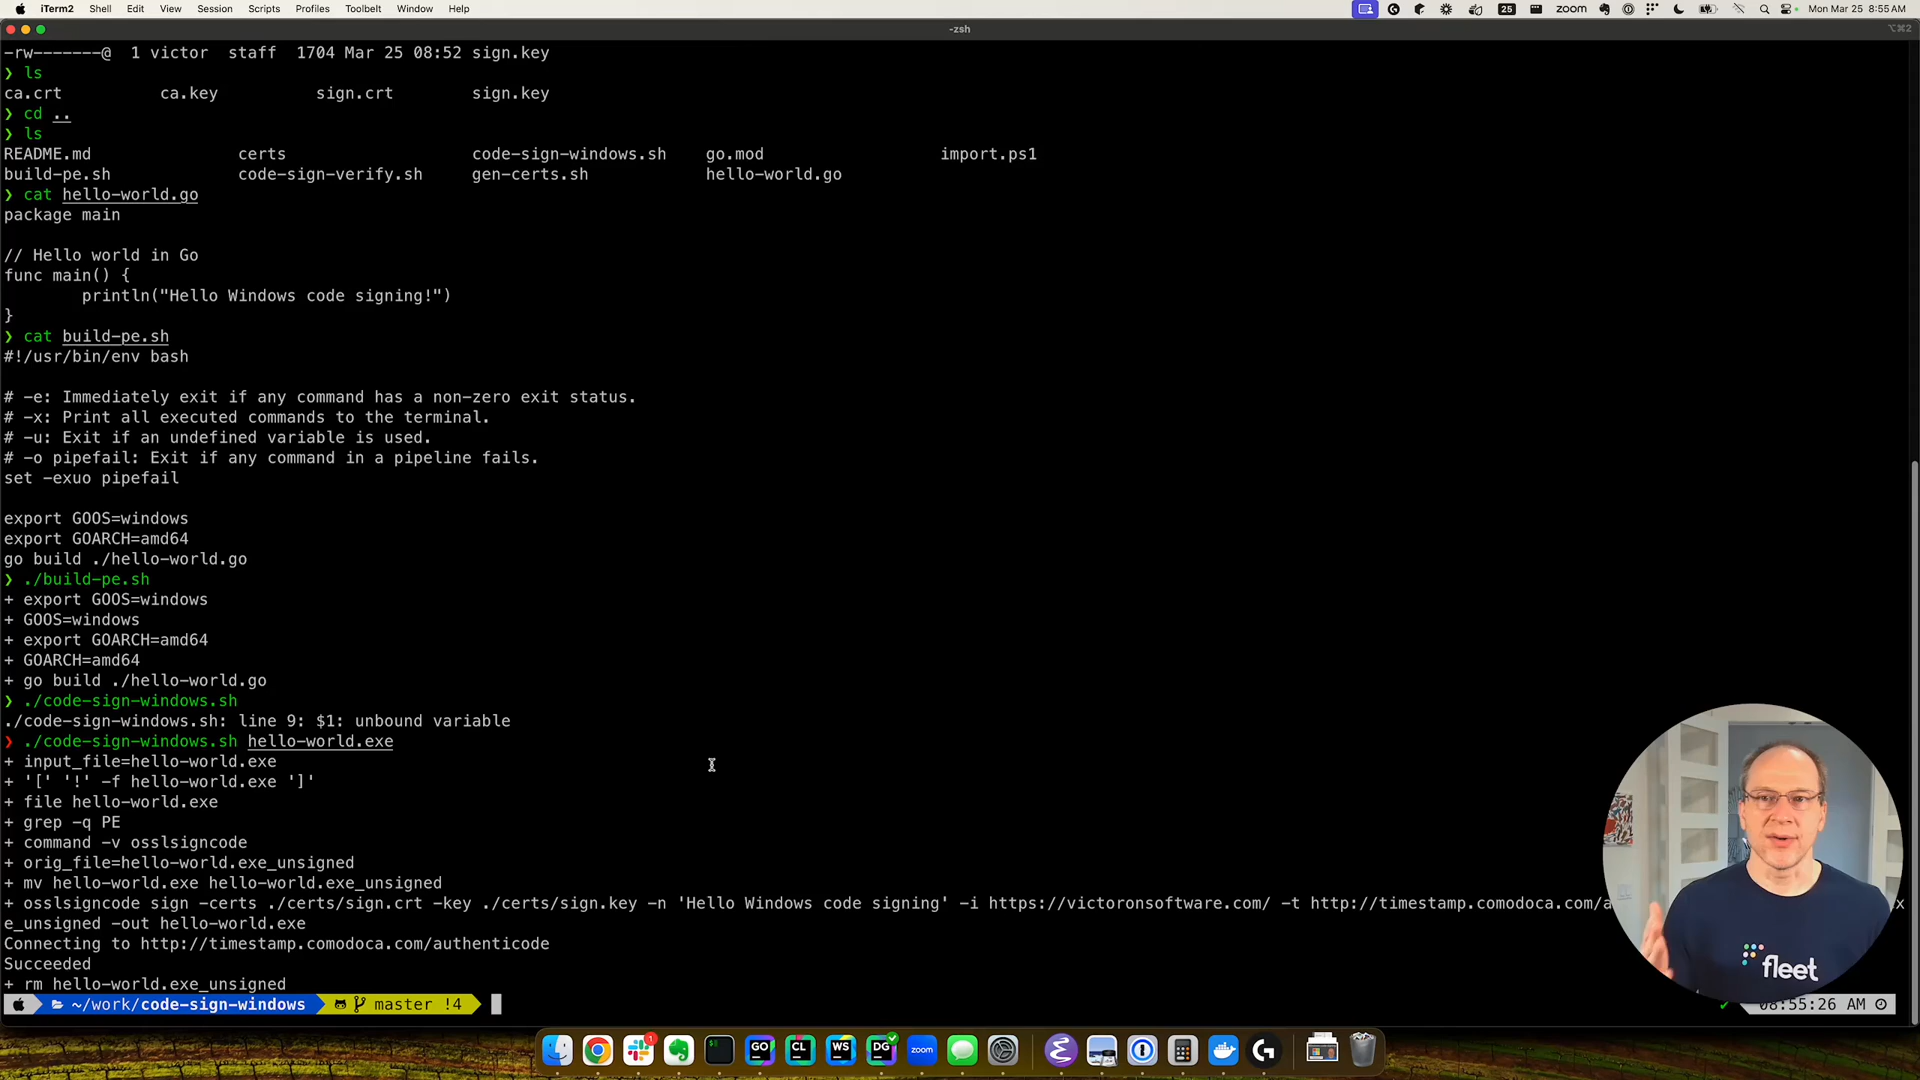 iTerm2 Shell Edit View Session Scripts Profiles Toolbelt Window Help 25 zoom Mon Mar 25 8:55 AM
-zsh ⌥⌘2
-rw-------@ 1 victor staff 1704 Mar 25 08:52 sign.key
❯ ls
ca.crt ca.key sign.crt sign.key
❯ cd ..
❯ ls
README.md certs code-sign-windows.sh go.mod import.ps1
build-pe.sh code-sign-verify.sh gen-certs.sh hello-world.go
❯ cat hello-world.go
package main
// Hello world in Go
func main() {
println("Hello Windows code signing!")
}
❯ cat build-pe.sh
#!/usr/bin/env bash
# -e: Immediately exit if any command has a non-zero exit status.
# -x: Print all executed commands to the terminal.
# -u: Exit if an undefined variable is used.
# -o pipefail: Exit if any command in a pipeline fails.
set -exuo pipefail
export GOOS=windows
export GOARCH=amd64
go build ./hello-world.go
❯ ./build-pe.sh
+ export GOOS=windows
+ GOOS=windows
+ export GOARCH=amd64
+ GOARCH=amd64
+ go build ./hello-world.go
❯ ./code-sign-windows.sh
./code-sign-windows.sh: line 9: $1: unbound variable
❯ ./code-sign-windows.sh hello-world.exe
+ input_file=hello-world.exe
+ '[' '!' -f hello-world.exe ']'
+ file hello-world.exe
+ grep -q PE
+ command -v osslsigncode
+ orig_file=hello-world.exe_unsigned
+ mv hello-world.exe hello-world.exe_unsigned
+ osslsigncode sign -certs ./certs/sign.crt -key ./certs/sign.key -n 'Hello Windows code signing' -i https://victoronsoftware.com/ -t http://timestamp.comodoca.com/a x
e_unsigned -out hello-world.exe
Connecting to http://timestamp.comodoca.com/authenticode
Succeeded
+ rm hello-world.exe_unsigned
~/work/code-sign-windows master !4 08:55:26 AM
fleet
1 $ GO CL WS DG zoom